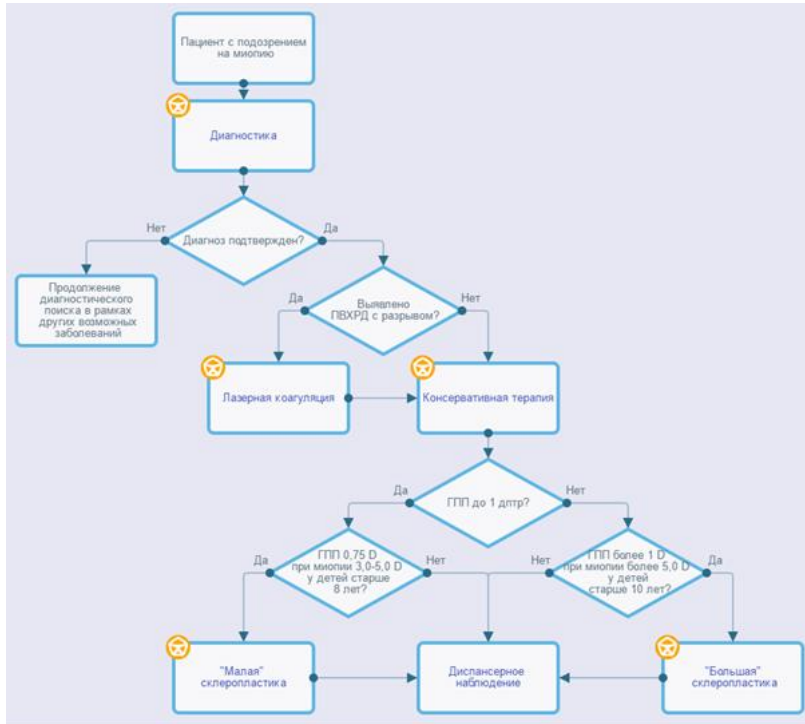 Пациент с подозрением
на миопию
Диагностика
Нет
Да
Диагноз подтвержден?
Продолжение
диагностического
поиска в рамках
других возможных
заболеваний
Да
Нет
Выявлено
ПВХРД с разрывом?
Лазерная коагуляция
Консервативная терапия
Да
Нет
ГПП до 1 дптр?
Да
ГПП 0,75 D
при миопии 3,0-5,0 D
у детей старше
8 лет?
Нет
Нет
ГПП более 1 D
при миопии более 5,0 D
у детей
старше 10 лет?
Да
"Малая"
склеропластика
Диспансерное
наблюдение
"Большая"
склеропластика